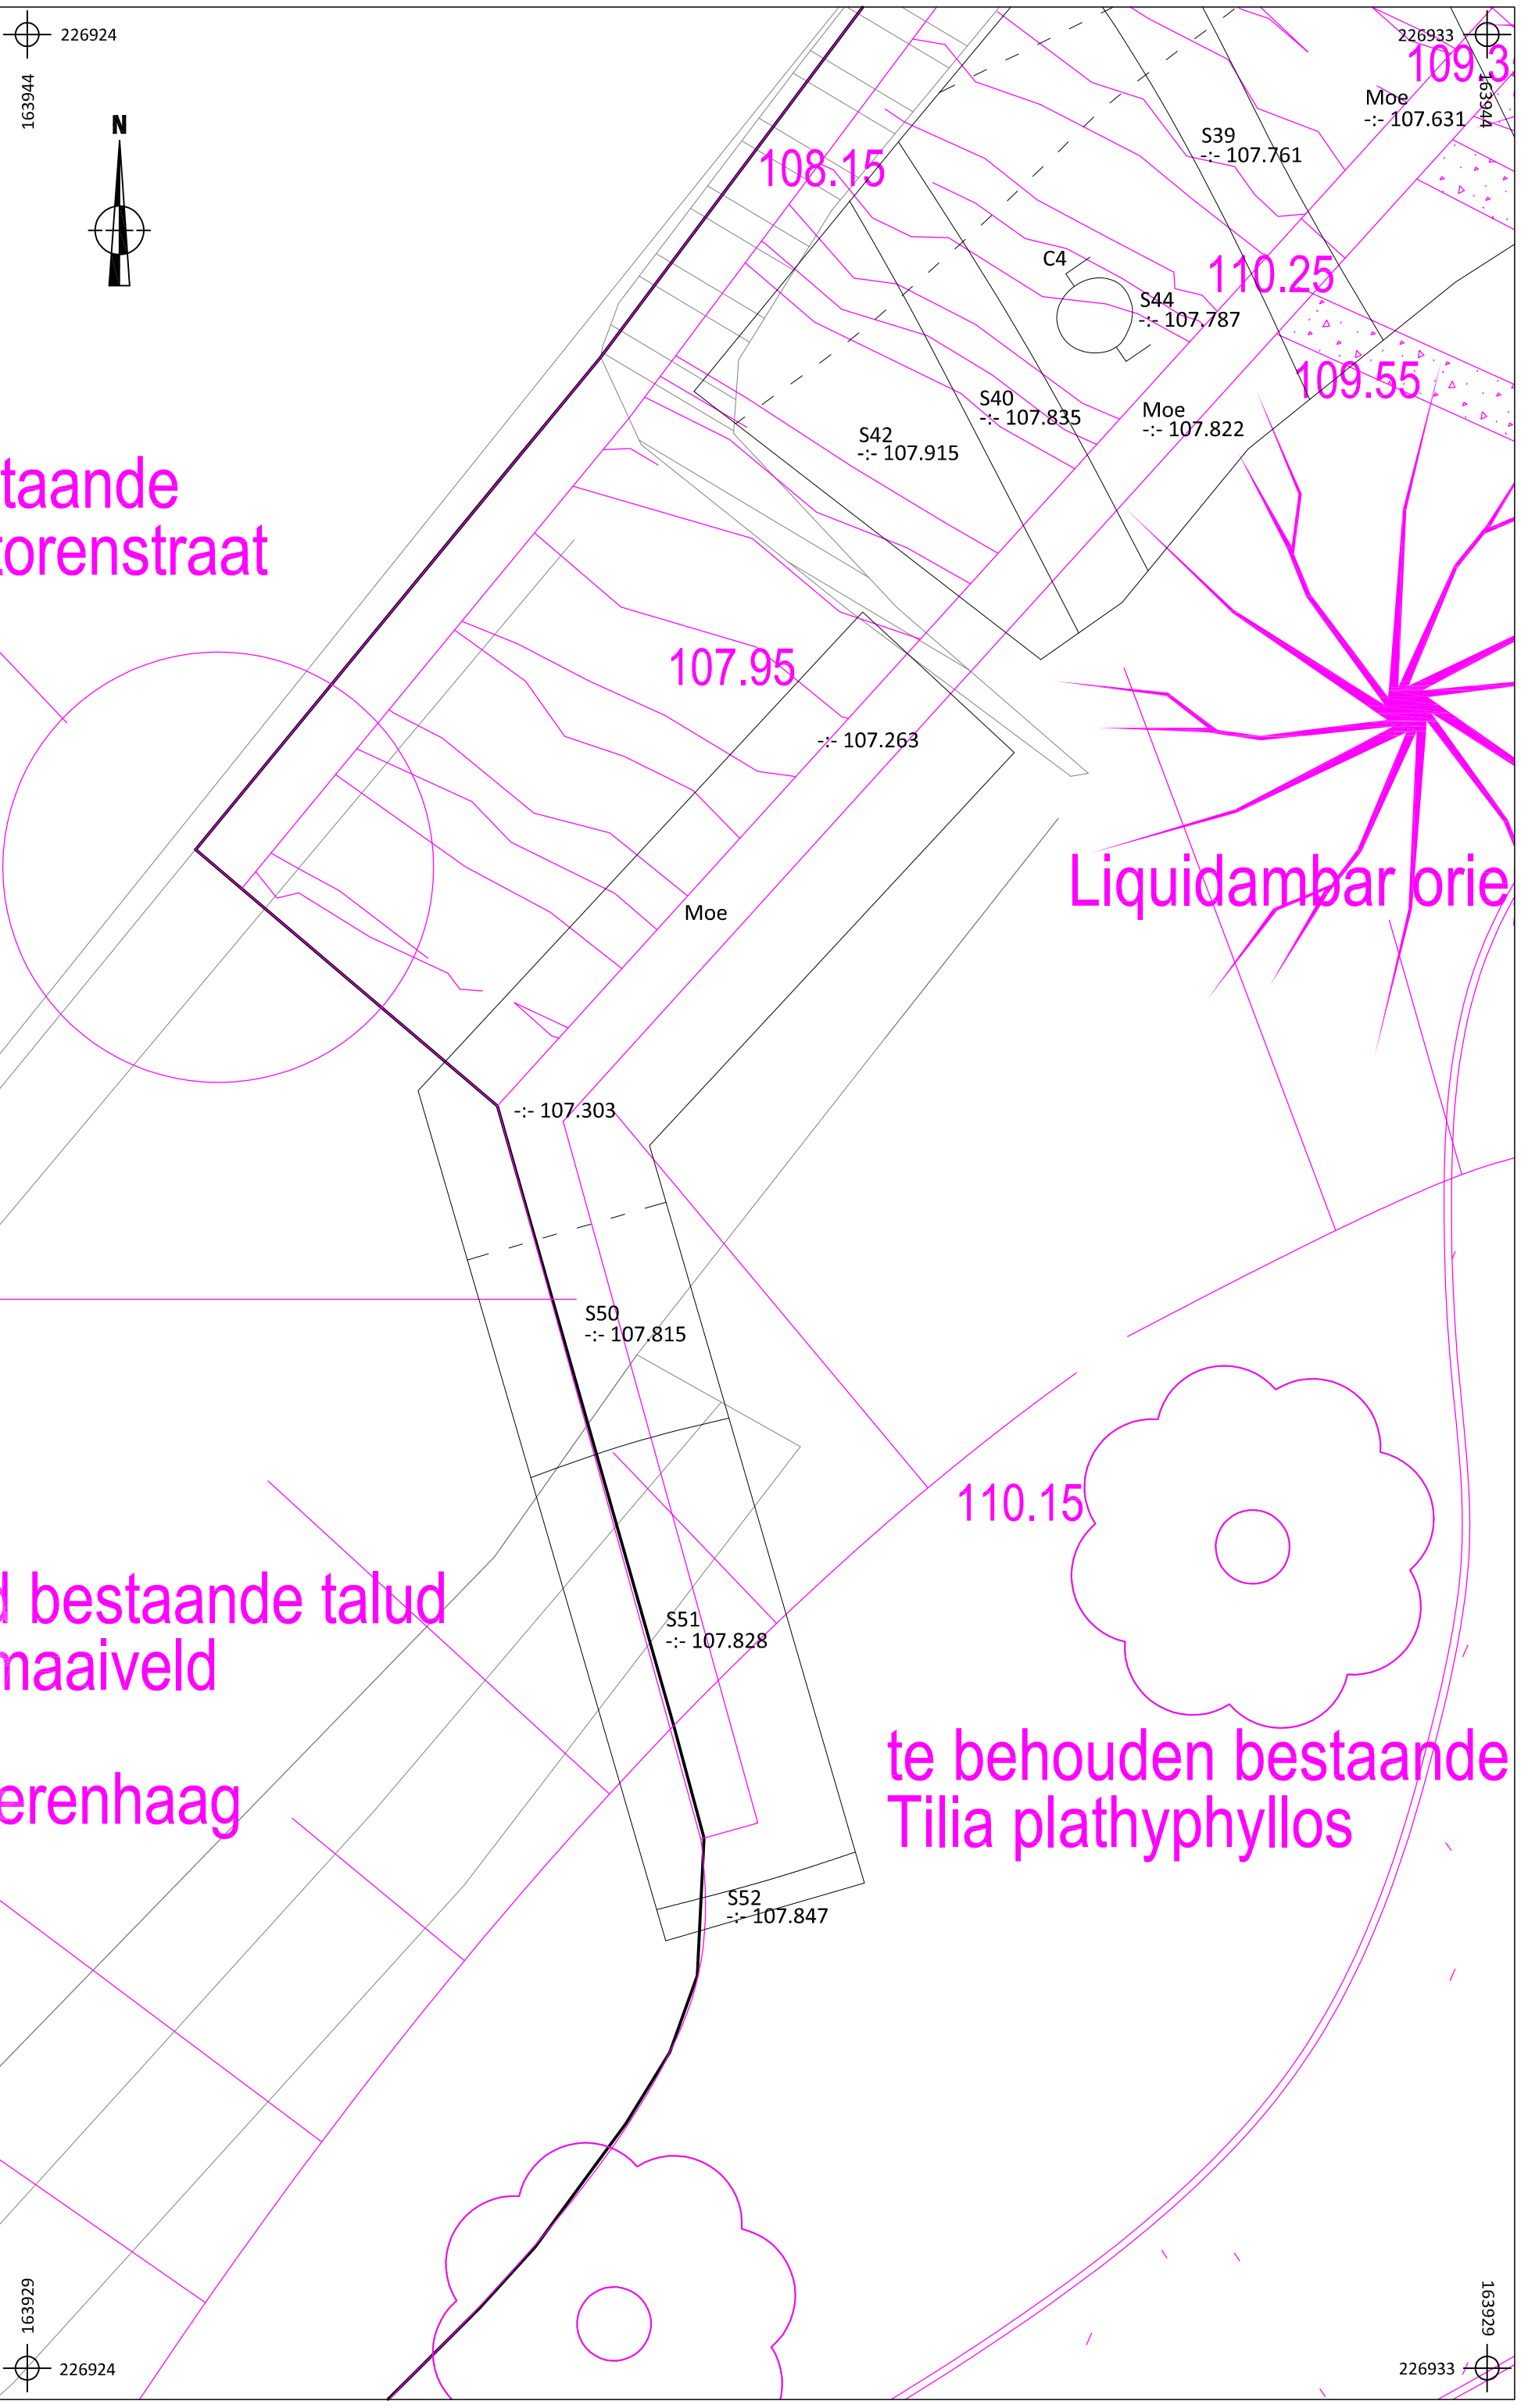 226924
226933
163944
163944
N
109.3
Moe
-:- 107.631
S39
-:- 107.761
108.15
C4
110.25
S44
-:- 107.787
109.55
S40
-:- 107.835
Moe
-:- 107.822
S42
-:- 107.915
taande
torenstraat
107.95
-:- 107.263
Liquidambar orie
Moe
-:- 107.303
S50
-:- 107.815
110.15
d bestaande talud
maaiveld
S51
-:- 107.828
te behouden bestaande
Tilia plathyphyllos
erenhaag
S52
-:- 107.847
163929
163929
226924
226933